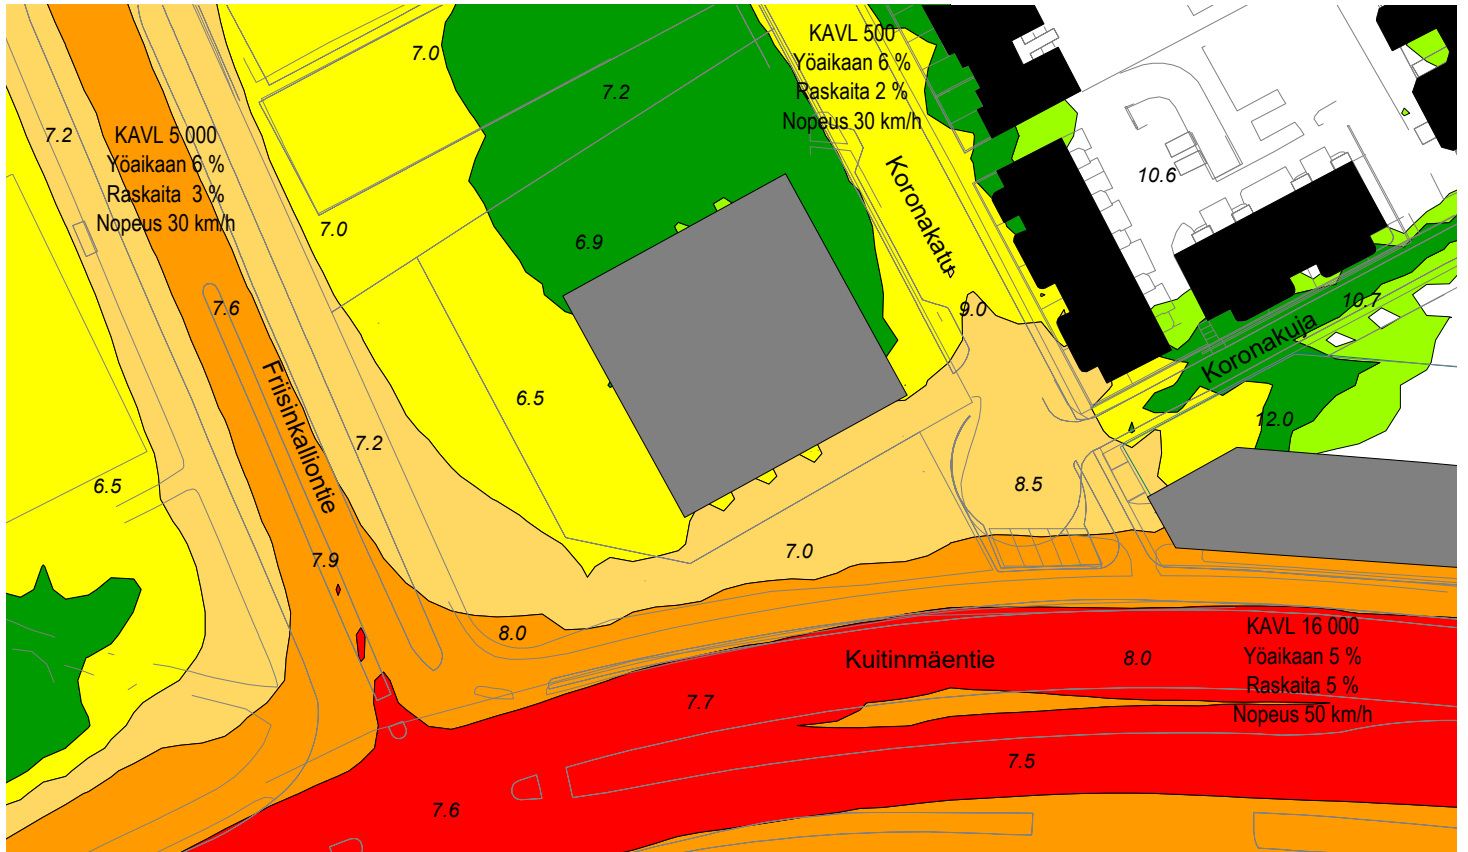 KAVL 500
Yöaikaan 6 %
Raskaita 2 %
Nopeus 30 km/h
7.0
7.2
7.2
KAVL 5 000
Yöaikaan 6 %
Raskaita 3 %
Nopeus 30 km/h
10.6
Koronakatu
7.0
6.9
7.6
9.0
10.7
Koronakuja
Friisinkalliontie
6.5
12.0
7.2
6.5
8.5
7.9
7.0
8.0
KAVL 16 000
Yöaikaan 5 %
Raskaita 5 %
Nopeus 50 km/h
Kuitinmäentie
8.0
7.7
7.5
7.6